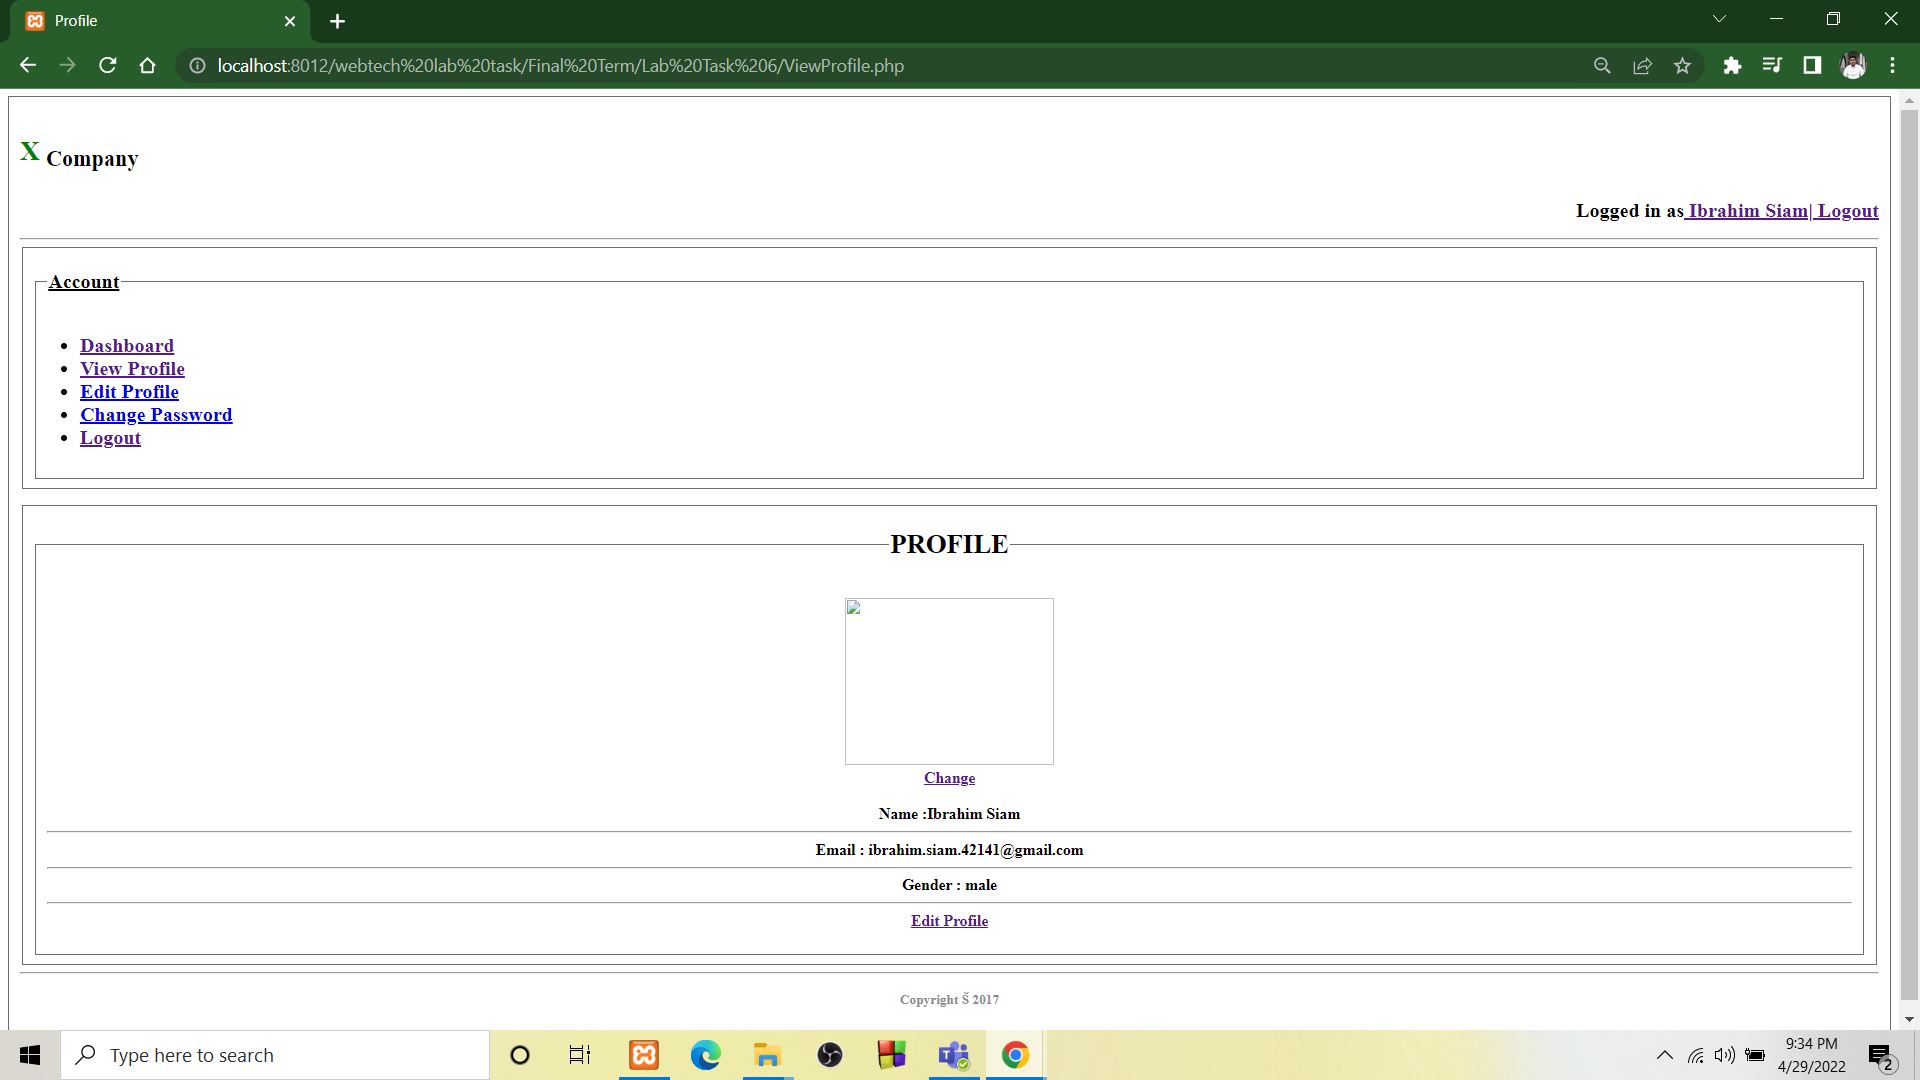 Profile
localhost:8012/webtech%20lab%20task/Final%20Term/Lab%20Task%206/ViewProfile.php
X Company
Logged in as Ibrahim Siam| Logout
Account
Dashboard
View Profile
Edit Profile
Change Password
Logout
PROFILE
Change
Name :Ibrahim Siam
Email : ibrahim.siam.42141@gmail.com
Gender : male
Edit Profile
Copyright Š 2017
Type here to search
9:34 PM
4/29/2022
2